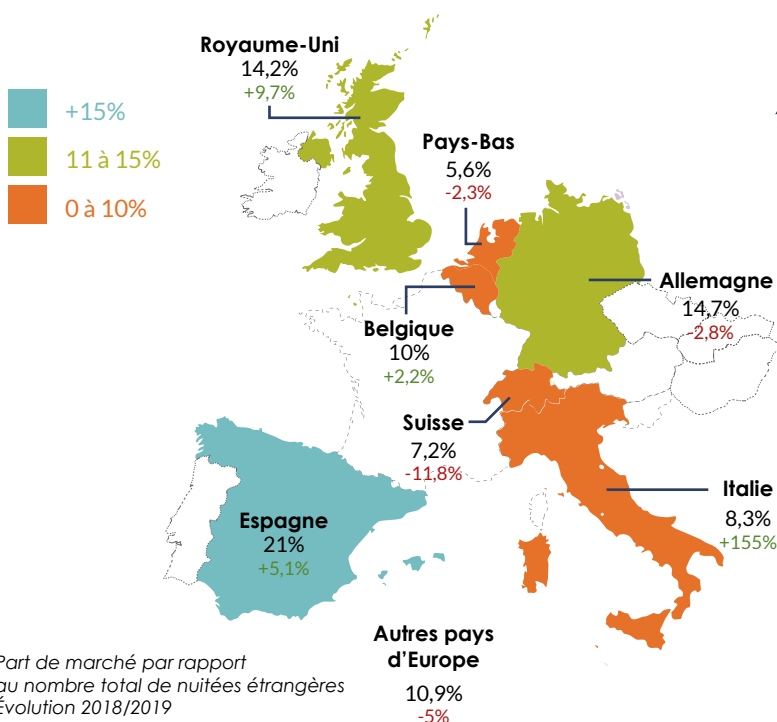 Royaume-Uni
14,2%
+9,7%
+15%
11 à 15%
0 à 10%
Pays-Bas
5,6%
-2,3%
Allemagne
14,7%
-2,8%
Belgique
10%
+2,2%
Suisse
7,2%
-11,8%
Italie
8,3%
+155%
Espagne
21%
+5,1%
Autres pays
d'Europe
10,9%
-5%
Part de marché par rapport
au nombre total de nuitées étrangères
Évolution 2018/2019